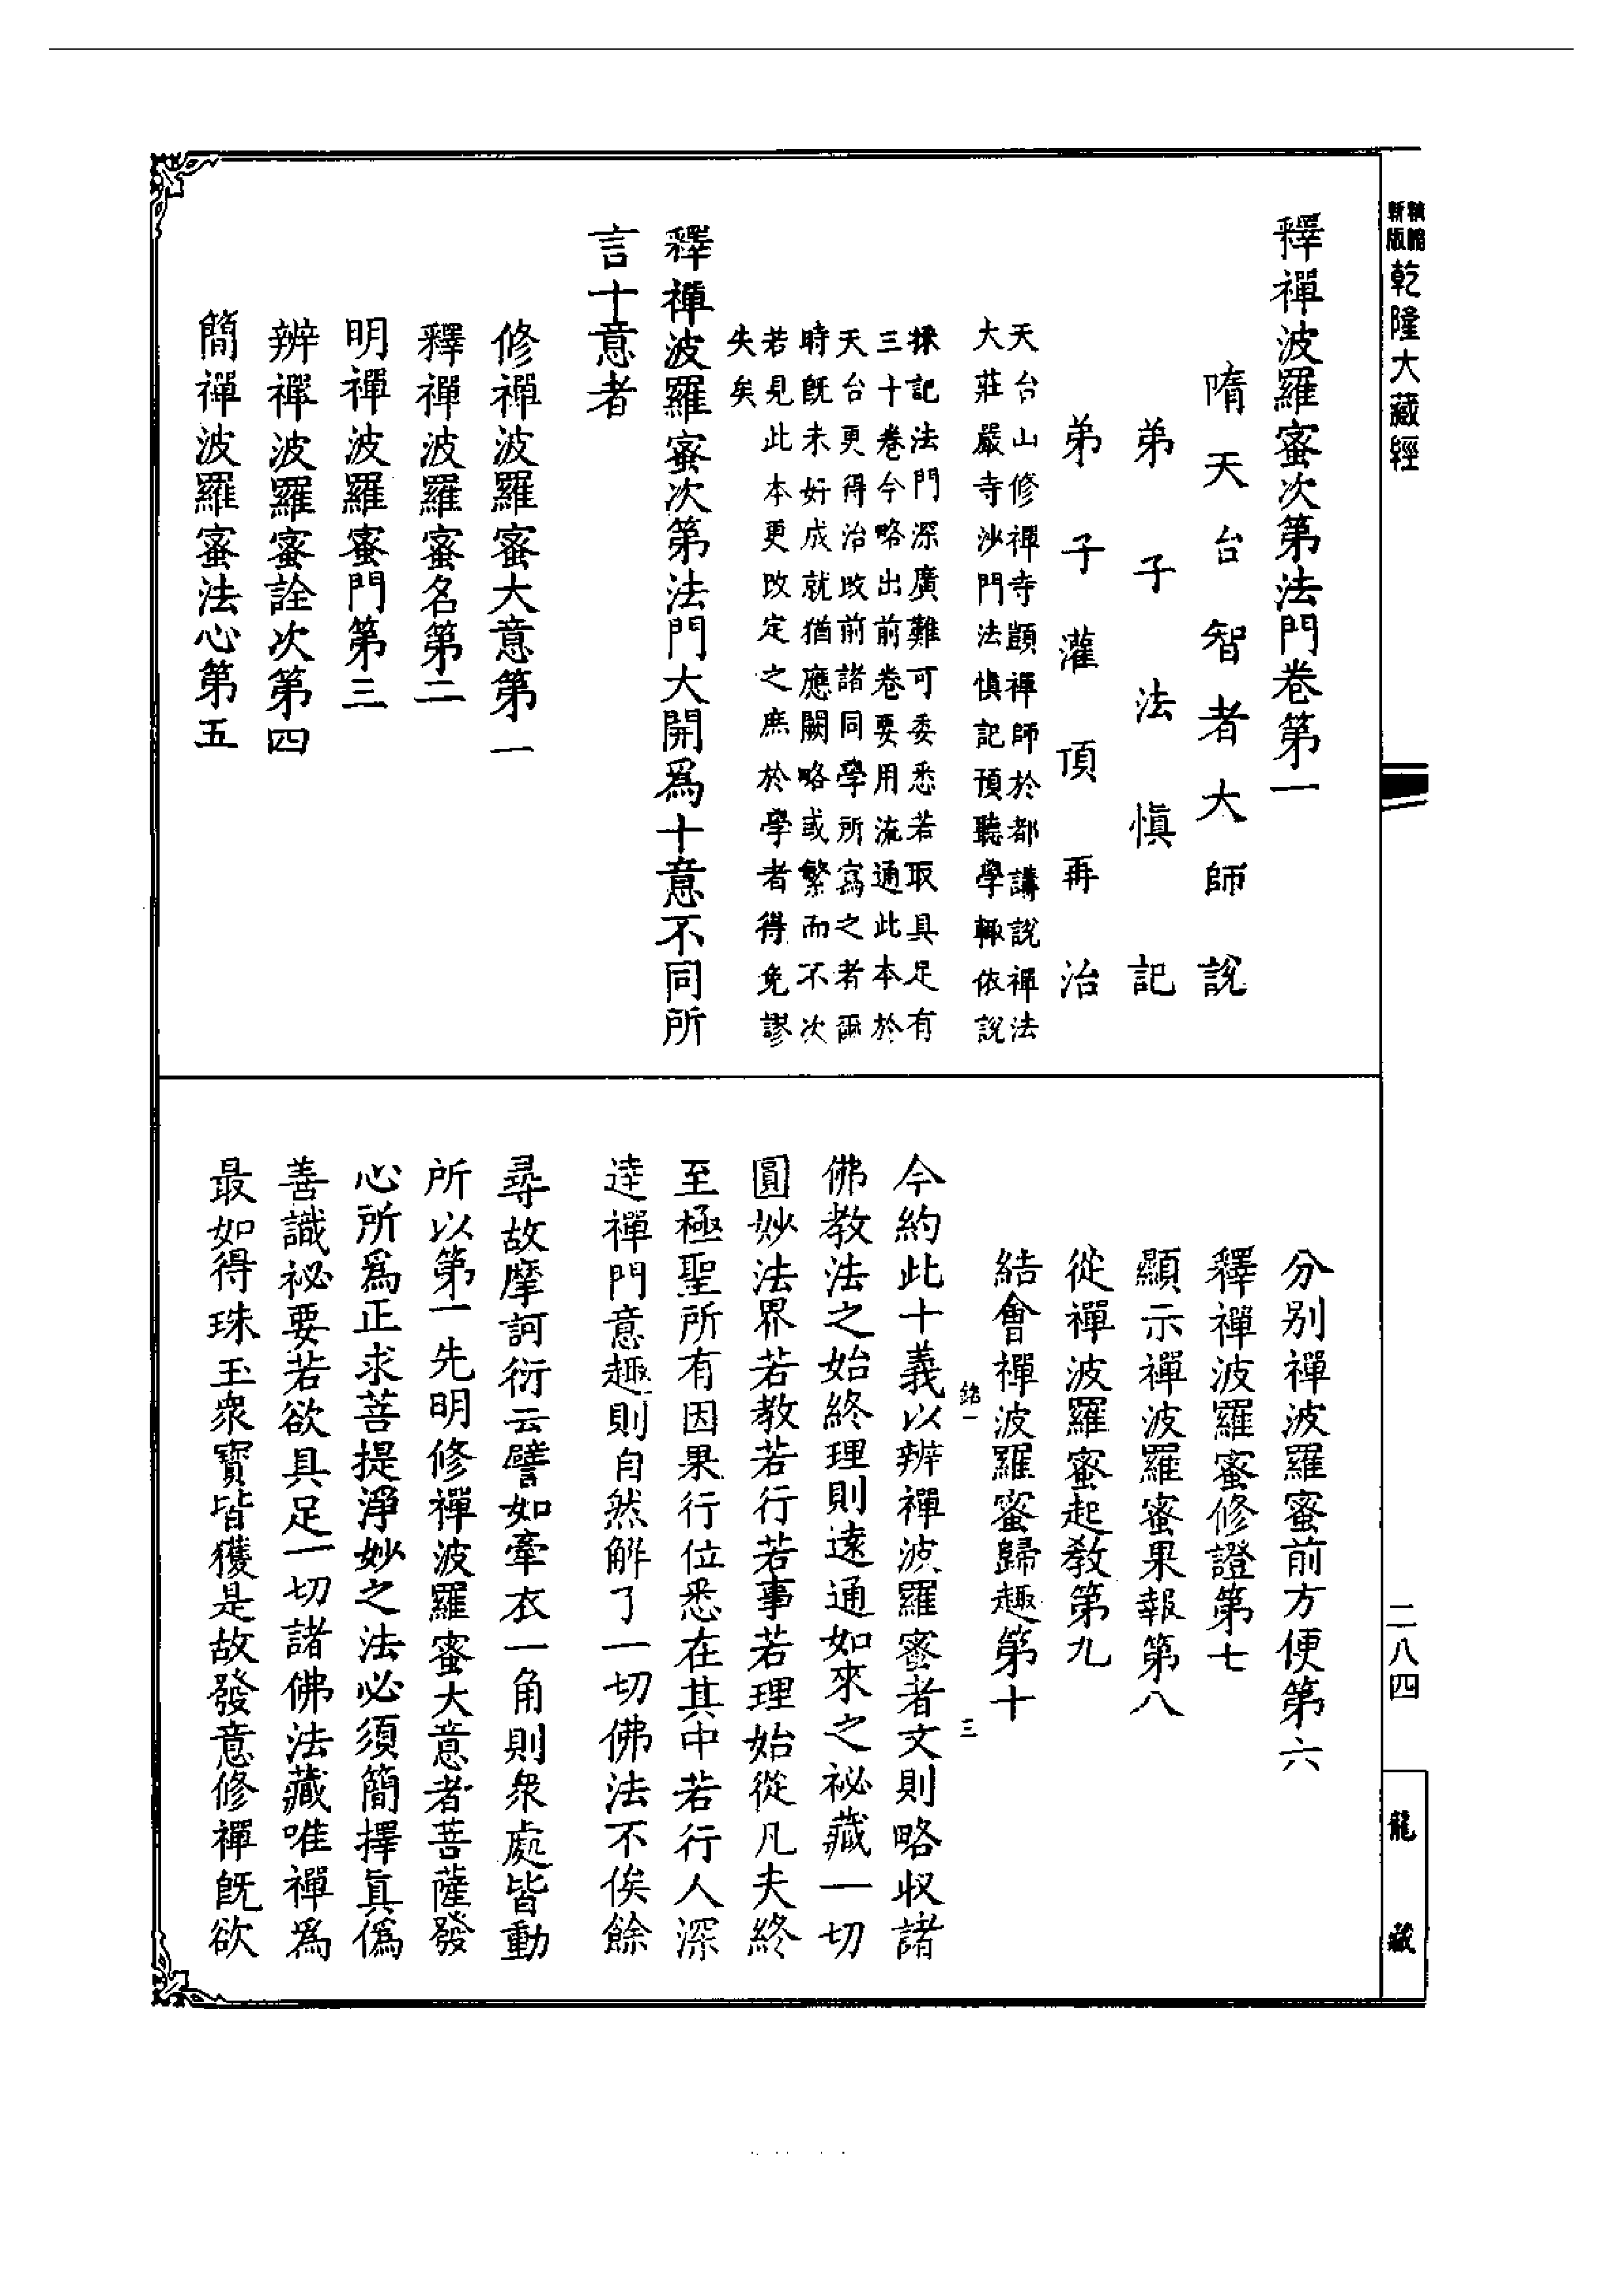 釋禪波羅蜜次第法門卷第一
隋天台智者大師說
弟子法慎記
弟子灌頂再治
天台山修禪寺顗禪師於都講說禪法
大莊嚴寺沙門法慎記預聽學輙依說
採記法門深廣難可委悉若取具足有
三十卷今略出前卷要用流通此本於
天台更得治改前諸同學所寫之者爾
時既未好成就猶應闕略或繁而不次
若見此本更改定之庶於學者得免謬
失矣
釋禪波羅蜜次第法門大開爲十意不同所
言十意者
修禪波羅蜜大意第一
釋禪波羅蜜名第二
明禪波羅蜜門第三
辨禪波羅蜜詮次第四
簡禪波羅蜜法心第五
分別禪波羅蜜前方便第六
釋禪波羅蜜修證第七
顯示禪波羅蜜果報第八
從禪波羅蜜起教第九
結會禪波羅蜜歸趣第十
今約此十義以辨禪波羅蜜者文則略収諸
佛教法之始終理則遠通如來之祕藏一切
圓妙法界若教若行若事若理始從凡夫終
至極聖所有因果行位悉在其中若行人深
逹禪門意趣則自然解了一切佛法不俟餘
尋故摩訶衍云譬如牽衣一角則衆處皆動
所以第一先明修禪波羅蜜大意者菩薩發
心所爲正求菩提淨妙之法必須簡擇眞僞
善識祕要若欲具足一切諸佛法藏唯禪爲
最如得珠玉衆寶皆獲是故發意修禪旣欲
新版
精縮
乾隆大藏經
二八四
龍藏
三